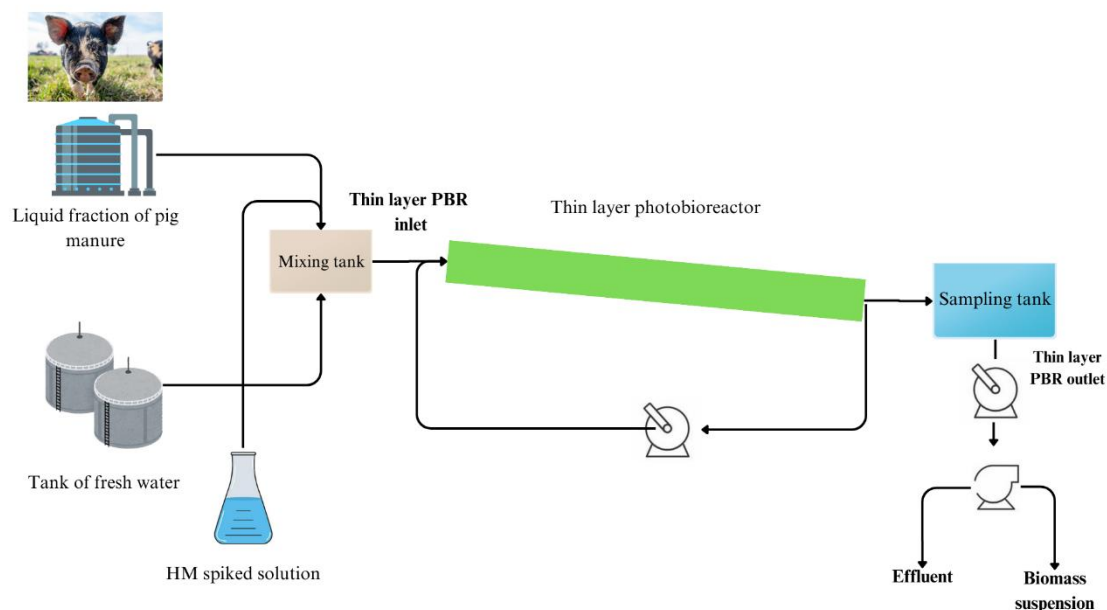 Liquid fraction of pig
manure
Tank of fresh water
HM spiked solution
Mixing tank
Thin layer PBR
inlet
Thin layer photobioreactor
Sampling tank
Thin layer
PBR outlet
Effluent
Biomass
suspension